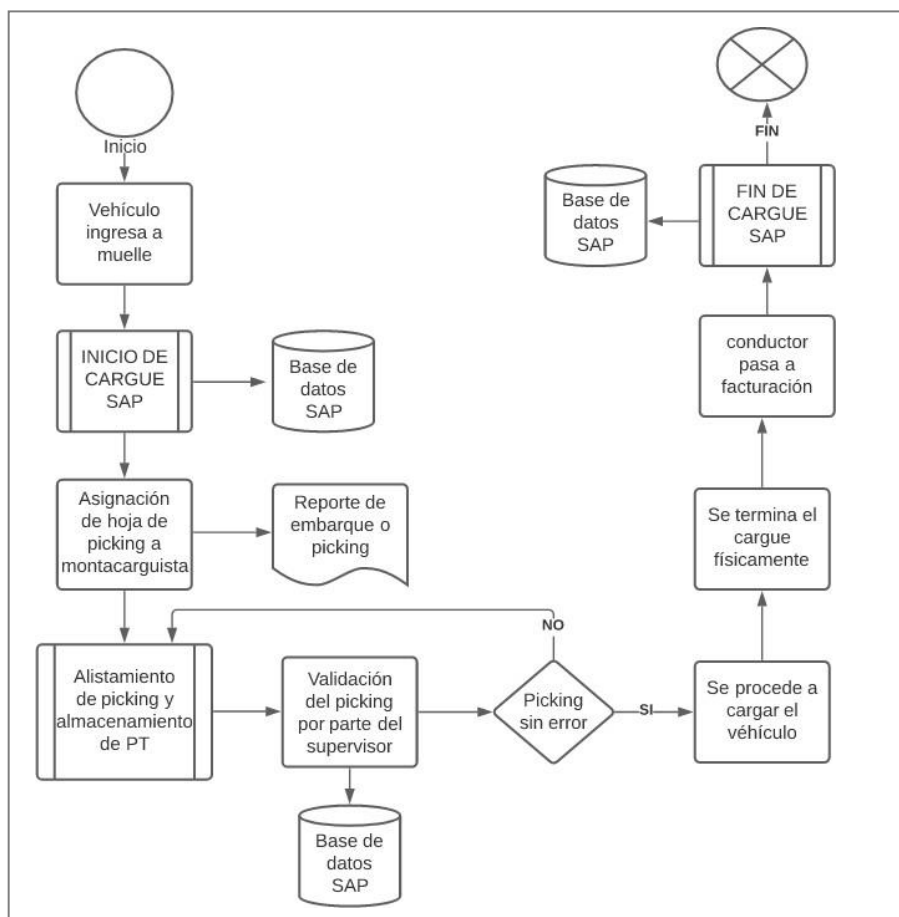 Inicio
Vehículo
ingresa a
muelle
INICIO DE
CARGUE
SAP
Base de
datos
SAP
Asignación
de hoja de
picking a
montacarguista
Reporte de
embarque o
picking
Alistamiento
de picking y
almacenamiento
de PT
Validación
del picking
por parte del
supervisor
Base de
datos
SAP
Picking
sin error
NO
SI
Se procede a
cargar el
véhículo
Se termina el
cargue
físicamente
conductor
pasa a
facturación
FIN DE
CARGUE
SAP
Base de
datos
SAP
FIN